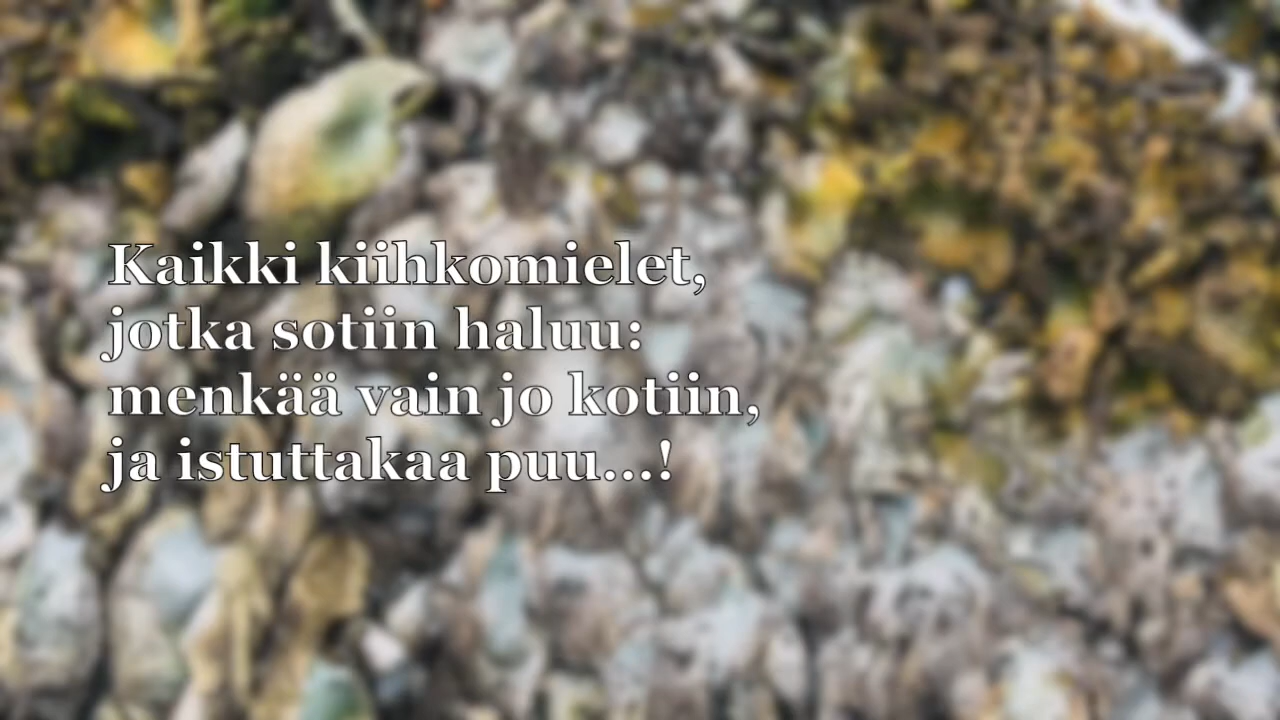 Kaikki kiihkomielet,
jotka sotiin haluu:
menkää vain jo kotiin,
ja istuttakaa puu...!